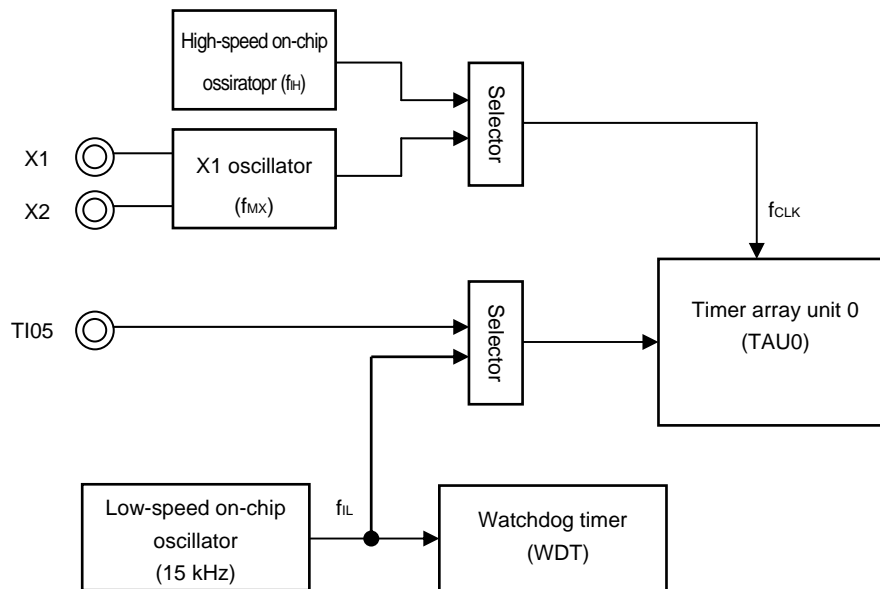 High-speed on-chip
ossiratopr (fIH)
Selector
X1
X1 oscillator
(fMX)
X2
fCLK
Timer array unit 0
(TAU0)
Selector
TI05
Low-speed on-chip
oscillator
(15 kHz)
fIL
Watchdog timer
(WDT)